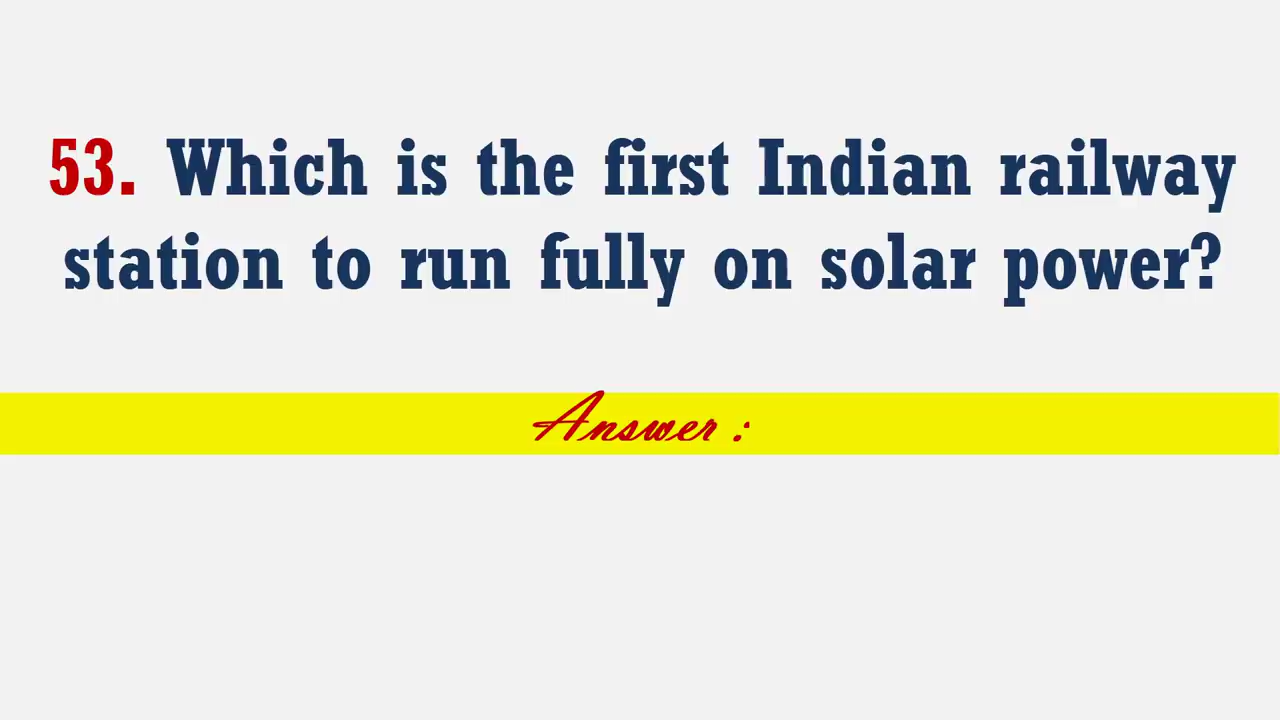 53. Which is the first Indian railway
station to run fully on solar power?
Answer :